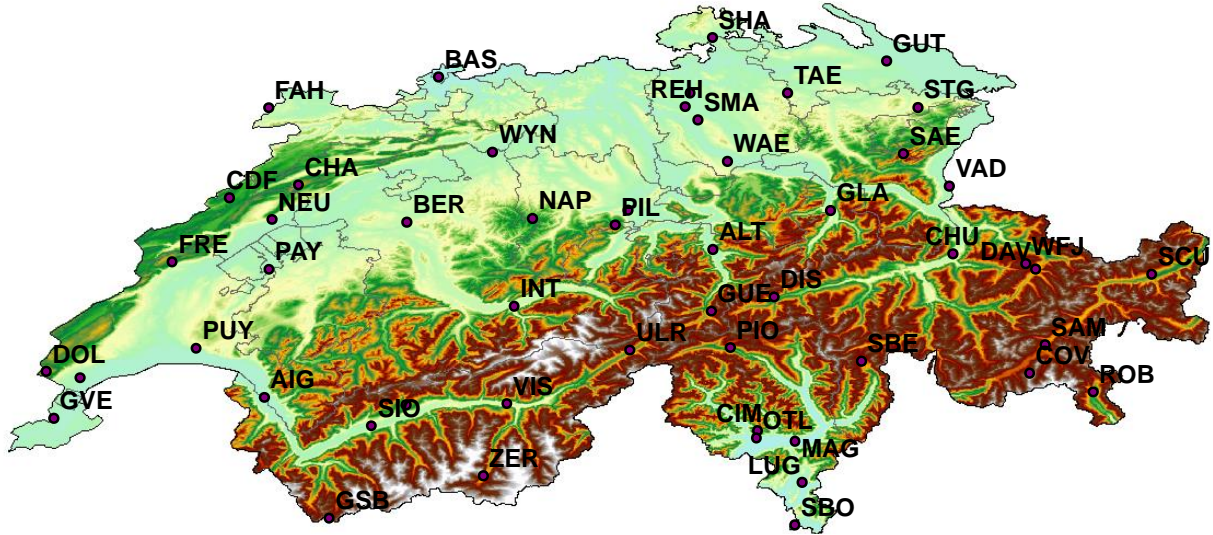 SHA
GUT
BAS
TAE
FAH
REH
SMA
STG
WYN
SAE
WAE
CHA
VAD
CDF
NEU
BER
NAP
PIL
GLA
FRE
PAY
ALT
CHU
DAV
WFJ
SCU
INT
GUE
DIS
PUY
ULR
PIO
SBE
SAM
DOL
COV
AIG
VIS
ROB
GVE
SIO
CIM
OTL
MAG
ZER
LUG
GSB
SBO